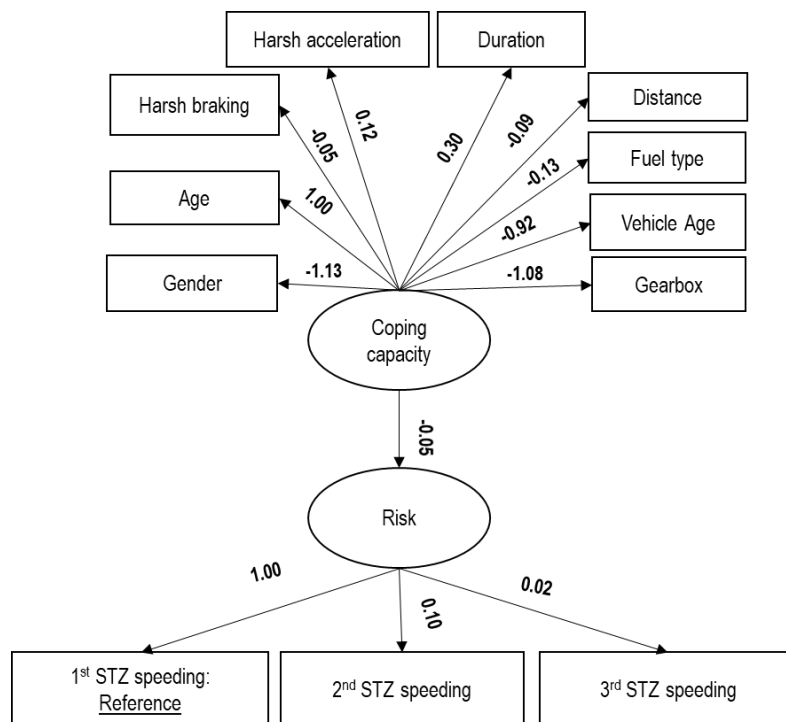 Harsh acceleration
Duration
Harsh braking
Distance
0.12
0.30
-0.05
-0.09
Fuel type
-0.13
Age
1.00
-0.92
Vehicle Age
Gender
-1.13
-1.08
Gearbox
Coping
capacity
-0.05
Risk
1.00
0.10
0.02
1st STZ speeding:
Reference
2nd STZ speeding
3rd STZ speeding